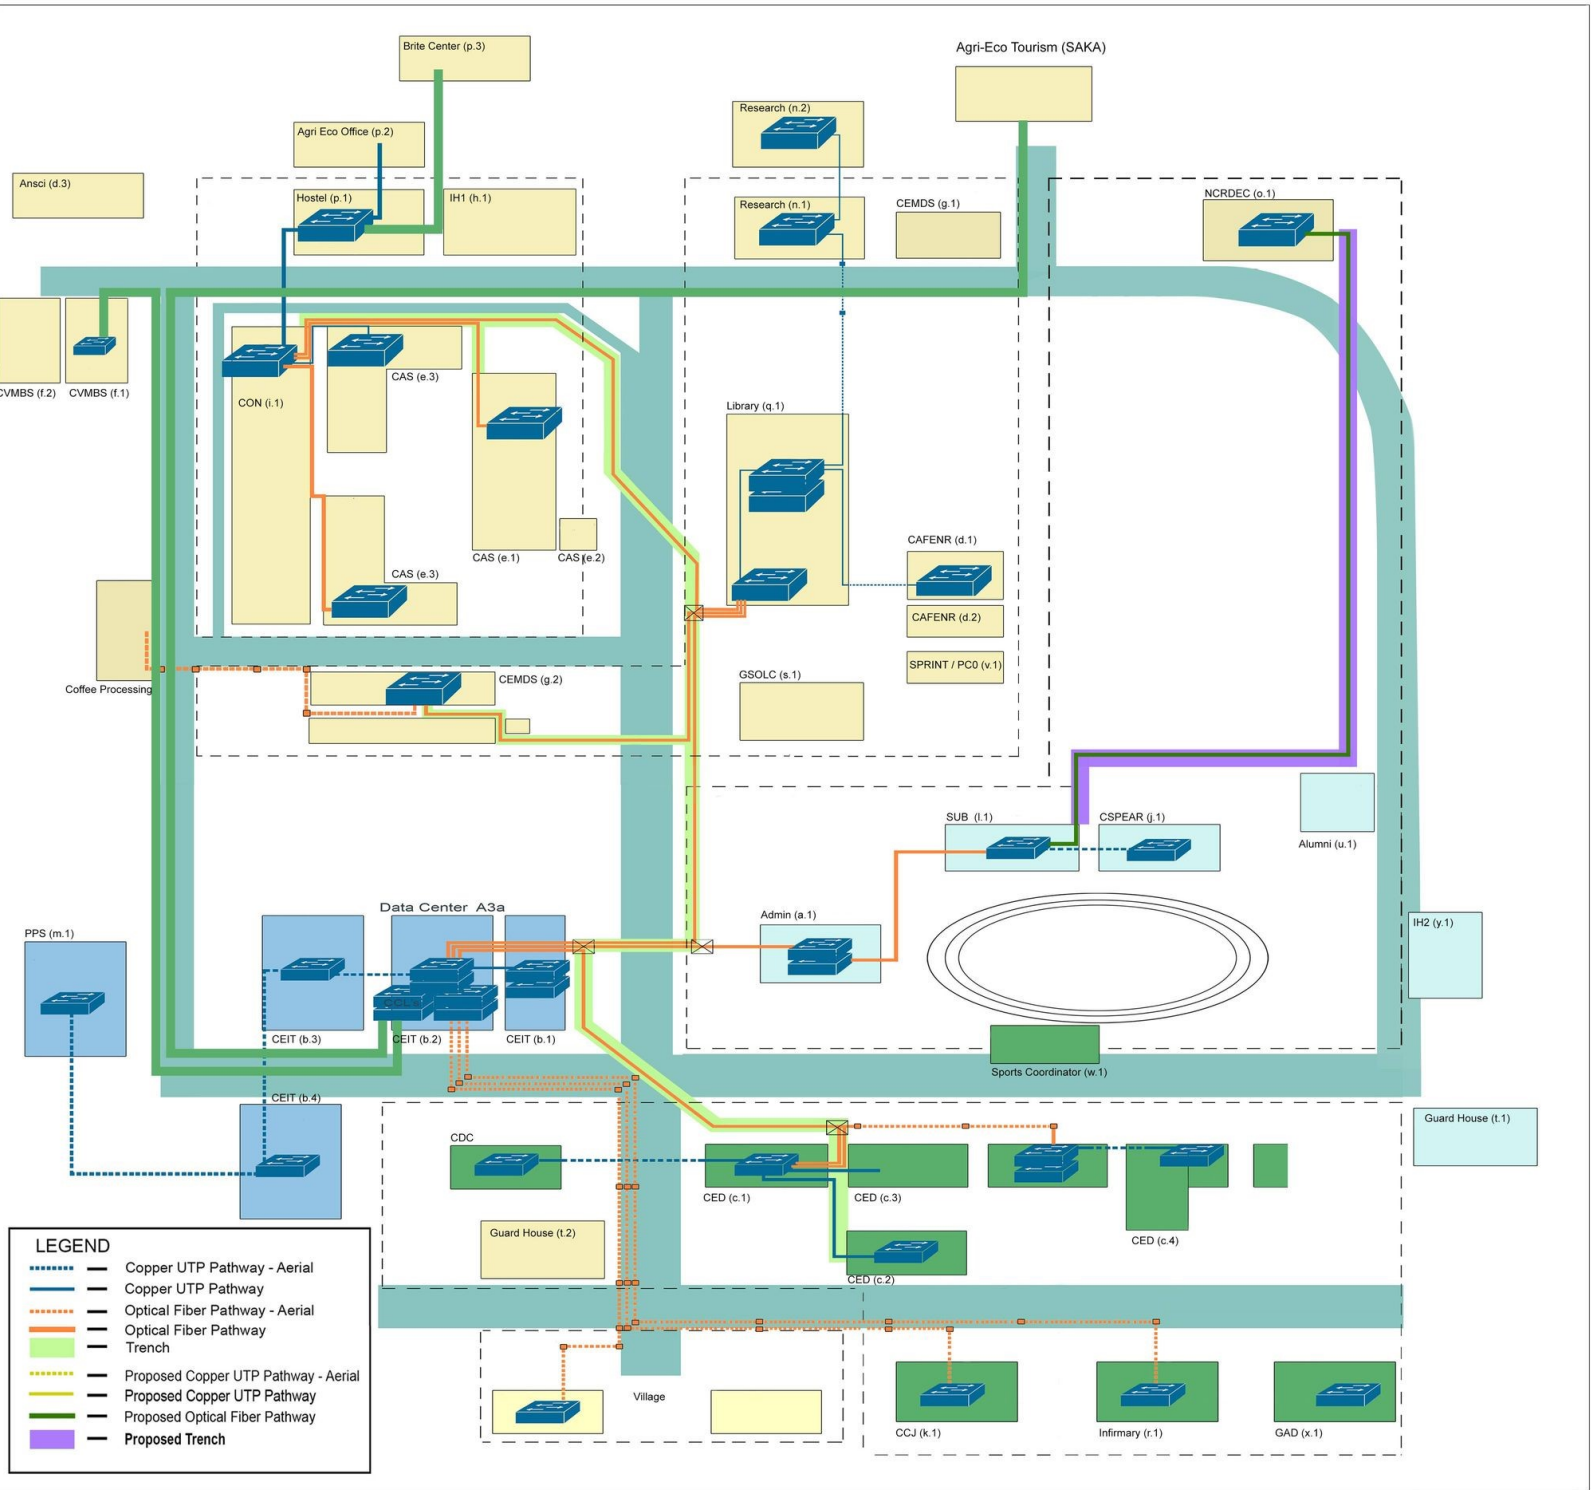 Brite Center (p.3)
Agri-Eco Tourism (SAKA)
Research (n.2)
Agri Eco Office (p.2)
Ansci (d.3)
Hostel (p.1)
IH1 (h.1)
Research (n.1)
CEMDS (g.1)
NCRDEC (o.1)
CVMBS (f.2)
CVMBS (f.1)
CAS (e.3)
CON (i.1)
Library (q.1)
CAFENR (d.1)
CAS (e.1)
CAS (e.2)
CAS (e.3)
CAFENR (d.2)
SPRINT / PC0 (v.1)
Coffee Processing
CEMDS (g.2)
GSOLC (s.1)
SUB (l.1)
CSPEAR (j.1)
Alumni (u.1)
Data Center A3a
Admin (a.1)
IH2 (y.1)
PPS (m.1)
CCL's
CEIT (b.3)
CEIT (b.2)
CEIT (b.1)
Sports Coordinator (w.1)
CEIT (b.4)
Guard House (t.1)
CDC
CED (c.1)
CED (c.3)
Guard House (t.2)
CED (c.4)
CED (c.2)
LEGEND
Copper UTP Pathway - Aerial
Copper UTP Pathway
Optical Fiber Pathway - Aerial
Optical Fiber Pathway
Trench
Proposed Copper UTP Pathway - Aerial
Proposed Copper UTP Pathway
Proposed Optical Fiber Pathway
Proposed Trench
Village
CCJ (k.1)
Infirmary (r.1)
GAD (x.1)